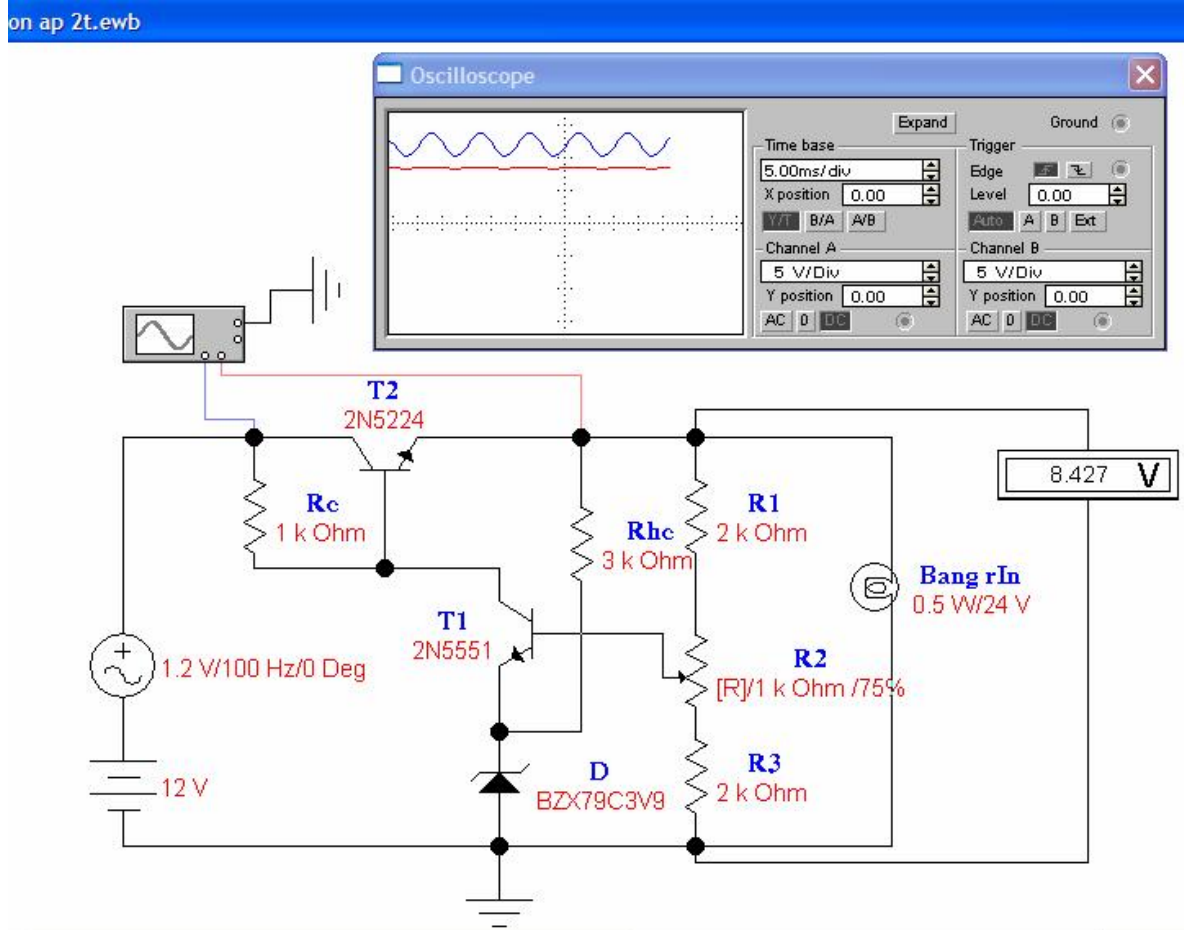 on ap 2t.ewb
Oscilloscope
Expand
Ground
Time base
Trigger
5.00ms/div
Edge
X position 0.00
Level 0.00
Y/T B/A A/B
Auto A B Ext
Channel A
Channel B
5 V/Div
5 V/Div
Y position 0.00
Y position 0.00
AC 0 DC
AC 0 DC
T2
2N5224
8.427 V
Rc
1 k Ohm
Rhc
3 k Ohm
R1
2 k Ohm
Bang rIn
0.5 W/24 V
T1
2N5551
1.2 V/100 Hz/0 Deg
R2
[R]/1 k Ohm /75%
12 V
D
BZX79C3V9
R3
2 k Ohm